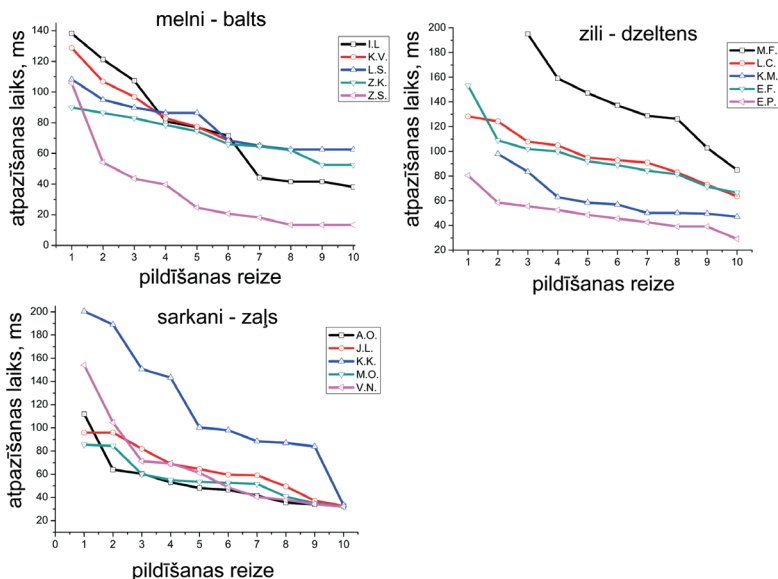 melni - balts
atpazīšanas laiks, ms
140
120
100
80
60
40
20
0
1 2 3 4 5 6 7 8 9 10
pildīšanas reize
I.L
K.V.
L.S.
Z.K.
Z.S.
zili - dzeltens
atpazīšanas laiks, ms
200
180
160
140
120
100
80
60
40
20
1 2 3 4 5 6 7 8 9 10
pildīšanas reize
M.F.
L.C.
K.M.
E.F.
E.P.
sarkani - zaļs
atpazīšanas laiks, ms
200
180
160
140
120
100
80
60
40
20
0 1 2 3 4 5 6 7 8 9 10
pildīšanas reize
A.O.
J.L.
K.K.
M.O.
V.N.